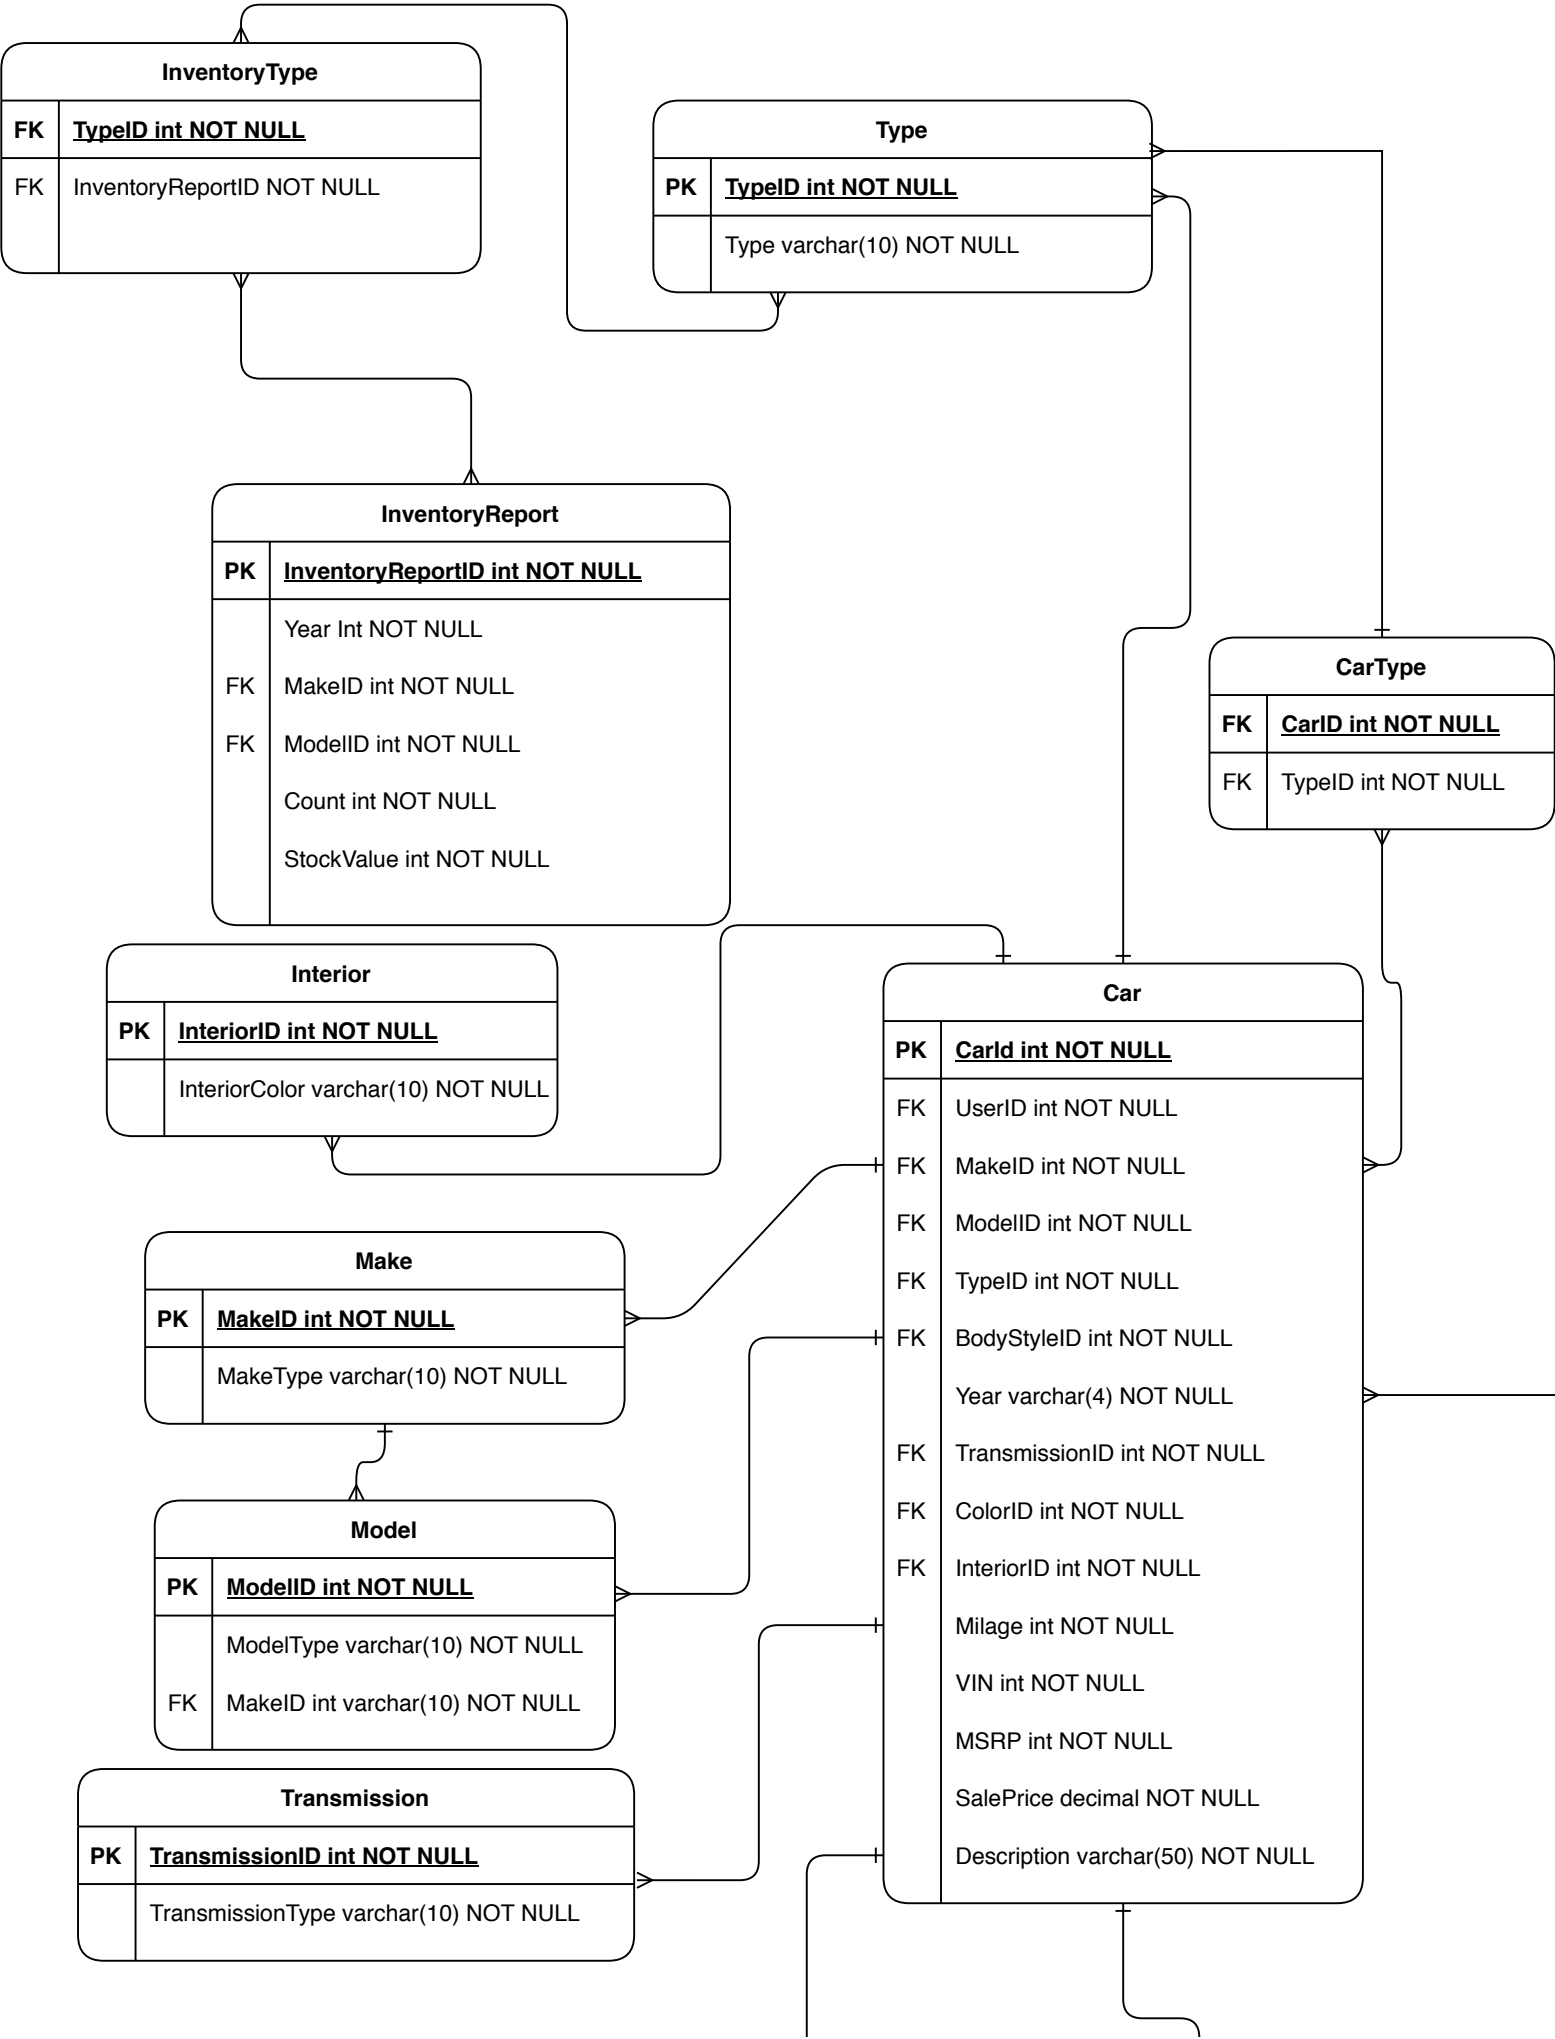 InventoryType
FK TypeID int NOT NULL
FK InventoryReportID NOT NULL
Type
PK TypeID int NOT NULL
Type varchar(10) NOT NULL
InventoryReport
PK InventoryReportID int NOT NULL
Year Int NOT NULL
FK MakeID int NOT NULL
FK ModelID int NOT NULL
Count int NOT NULL
StockValue int NOT NULL
CarType
FK CarID int NOT NULL
FK TypeID int NOT NULL
Interior
PK InteriorID int NOT NULL
InteriorColor varchar(10) NOT NULL
Car
PK CarId int NOT NULL
FK UserID int NOT NULL
FK MakeID int NOT NULL
FK ModelID int NOT NULL
FK TypeID int NOT NULL
FK BodyStyleID int NOT NULL
Year varchar(4) NOT NULL
FK TransmissionID int NOT NULL
FK ColorID int NOT NULL
FK InteriorID int NOT NULL
Milage int NOT NULL
VIN int NOT NULL
MSRP int NOT NULL
SalePrice decimal NOT NULL
Description varchar(50) NOT NULL
Make
PK MakeID int NOT NULL
MakeType varchar(10) NOT NULL
Model
PK ModelID int NOT NULL
ModelType varchar(10) NOT NULL
FK MakeID int varchar(10) NOT NULL
Transmission
PK TransmissionID int NOT NULL
TransmissionType varchar(10) NOT NULL